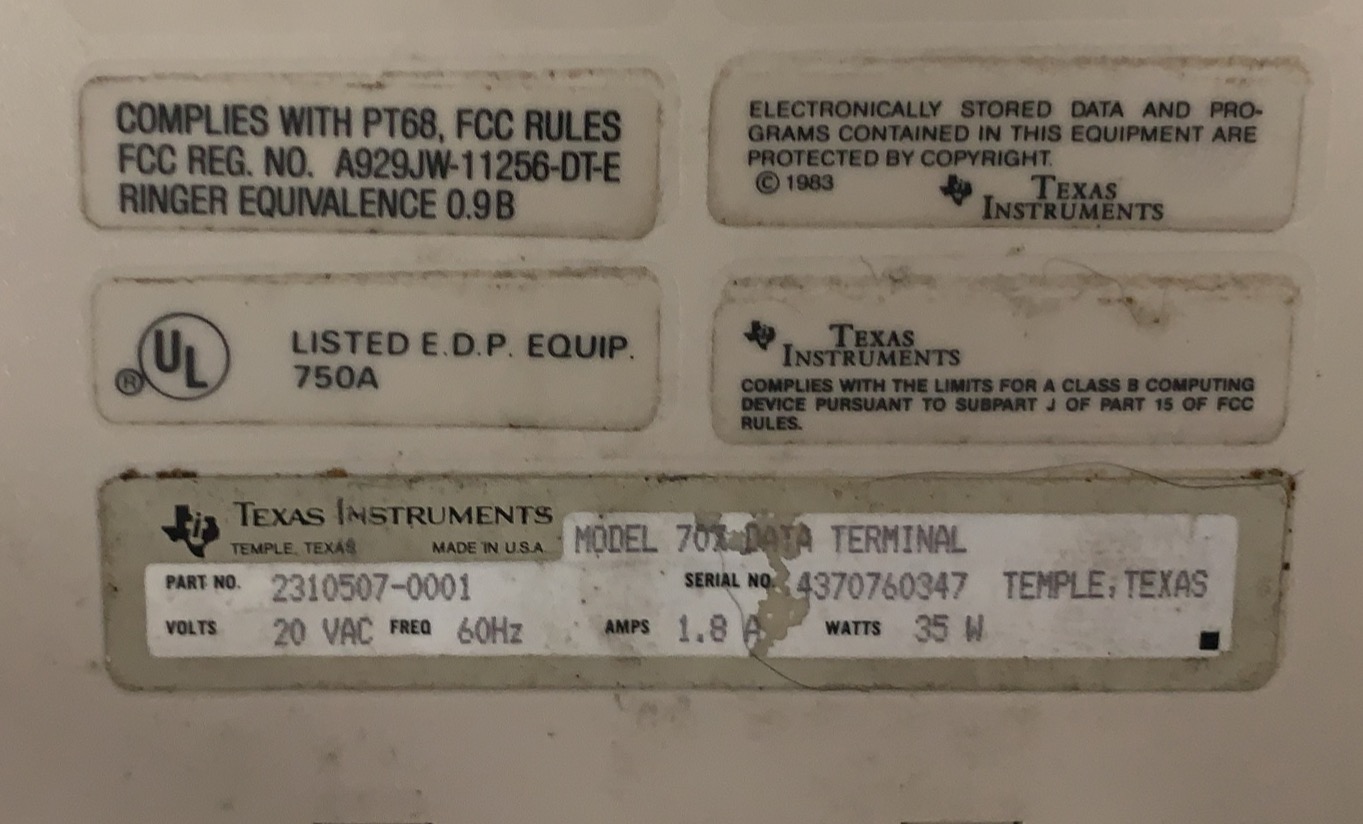 COMPLIES WITH PT68, FCC RULES
FCC REG. NO. A929JW-11256-DT-E
RINGER EQUIVALENCE 0.9B
ELECTRONICALLY STORED DATA AND PRO-
GRAMS CONTAINED IN THIS EQUIPMENT ARE
PROTECTED BY COPYRIGHT.
© 1983
TEXAS
INSTRUMENTS
UL ®
LISTED E.D.P. EQUIP.
750A
TEXAS
INSTRUMENTS
COMPLIES WITH THE LIMITS FOR A CLASS B COMPUTING
DEVICE PURSUANT TO SUBPART J OF PART 15 OF FCC
RULES.
TEXAS INSTRUMENTS
TEMPLE, TEXAS MADE IN U.S.A.
MODEL DATA TERMINAL
PART NO. 2310507-0001 SERIAL NO. 4370760347 TEMPLE, TEXAS
VOLTS 20 VAC FREQ 60Hz AMPS 1.8 A WATTS 35 W